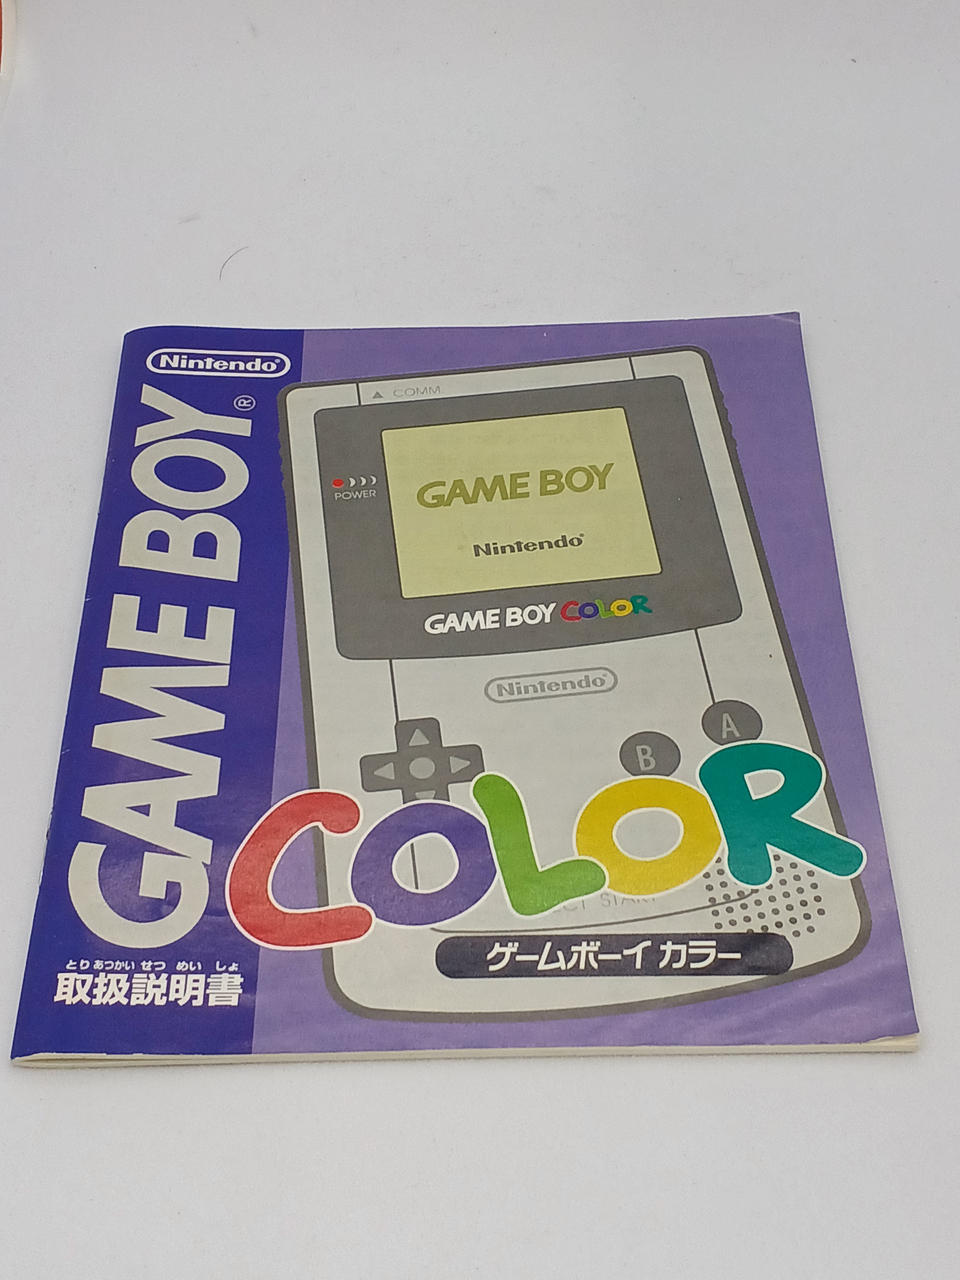 Nintendo®
GAME BOY®
COMM.
POWER
GAME BOY
Nintendo®
GAME BOY COLOR
Nintendo®
A
B
COLOR
START
ゲームボーイ カラー
とり あつかい せつ めい しょ
取扱説明書